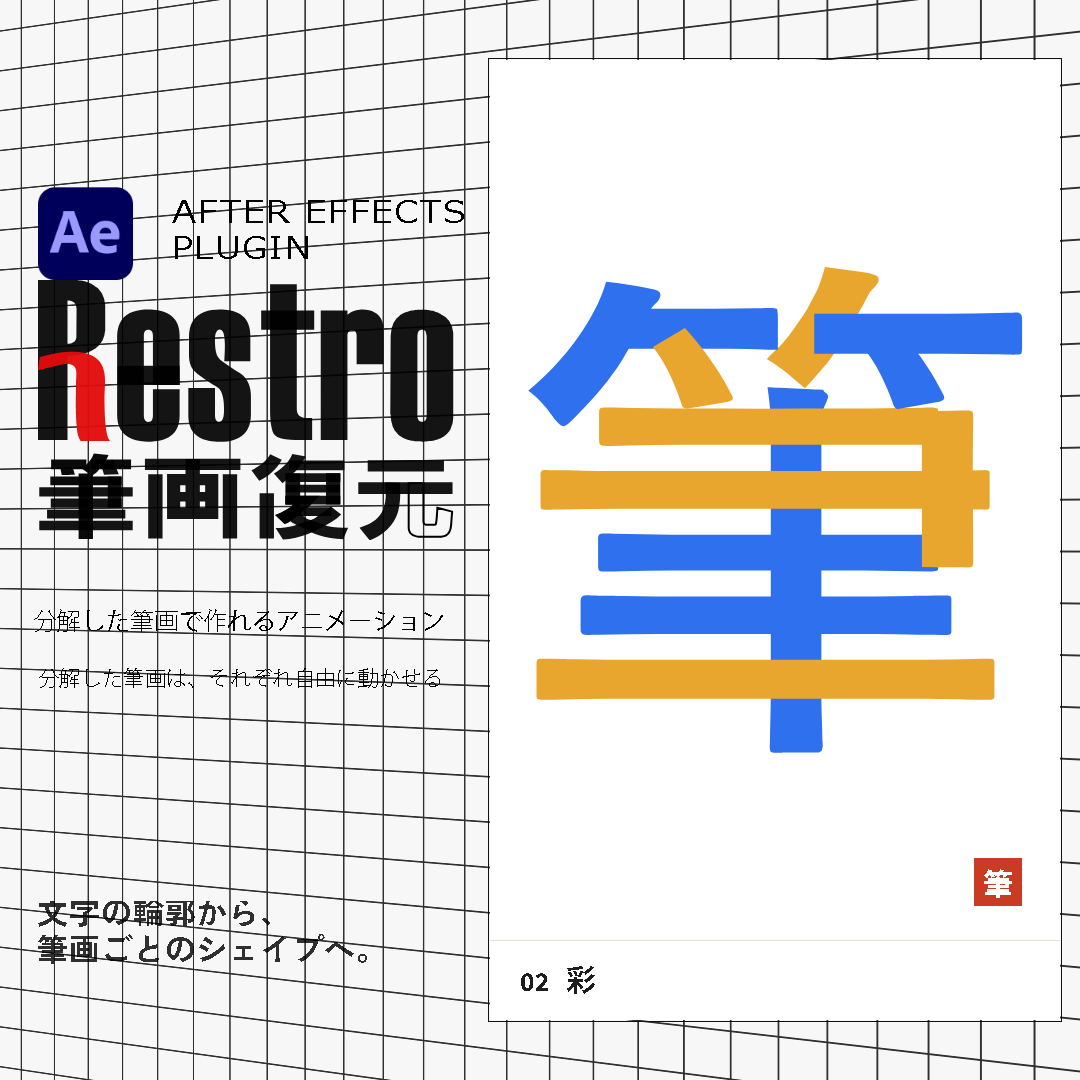 Ae
AFTER EFFECTS
PLUGIN
Restro
筆画復元
分解した筆画で作れるアニメーション
分解した筆画は、それぞれ自由に動かせる
文字の輪郭から、
筆画ごとのシェイプへ。
筆
筆
02 彩